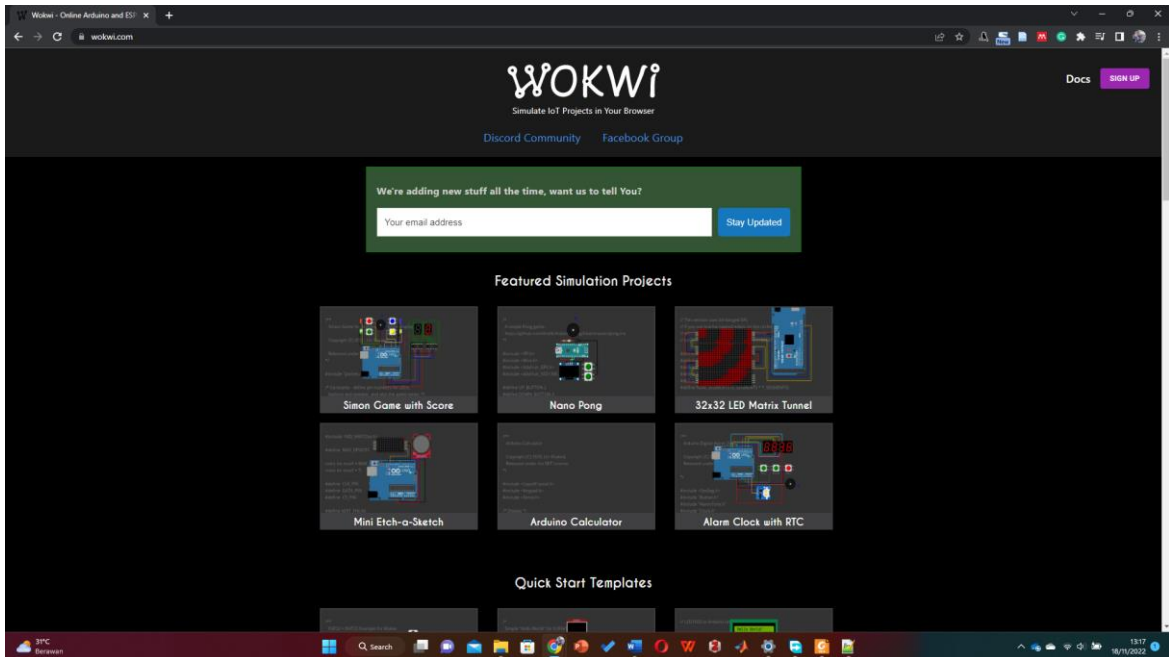 Wokwi - Online Arduino and ESP
wokwi.com
New
WOKWi
Simulate IoT Projects in Your Browser
Docs
SIGN UP
Discord Community Facebook Group
We're adding new stuff all the time, want us to tell You?
Your email address
Stay Updated
Featured Simulation Projects
Simon Game with Score
Nano Pong
32x32 LED Matrix Tunnel
Mini Etch-a-Sketch
Arduino Calculator
Alarm Clock with RTC
Quick Start Templates
31°C
Berawan
Search
13:17
18/11/2022